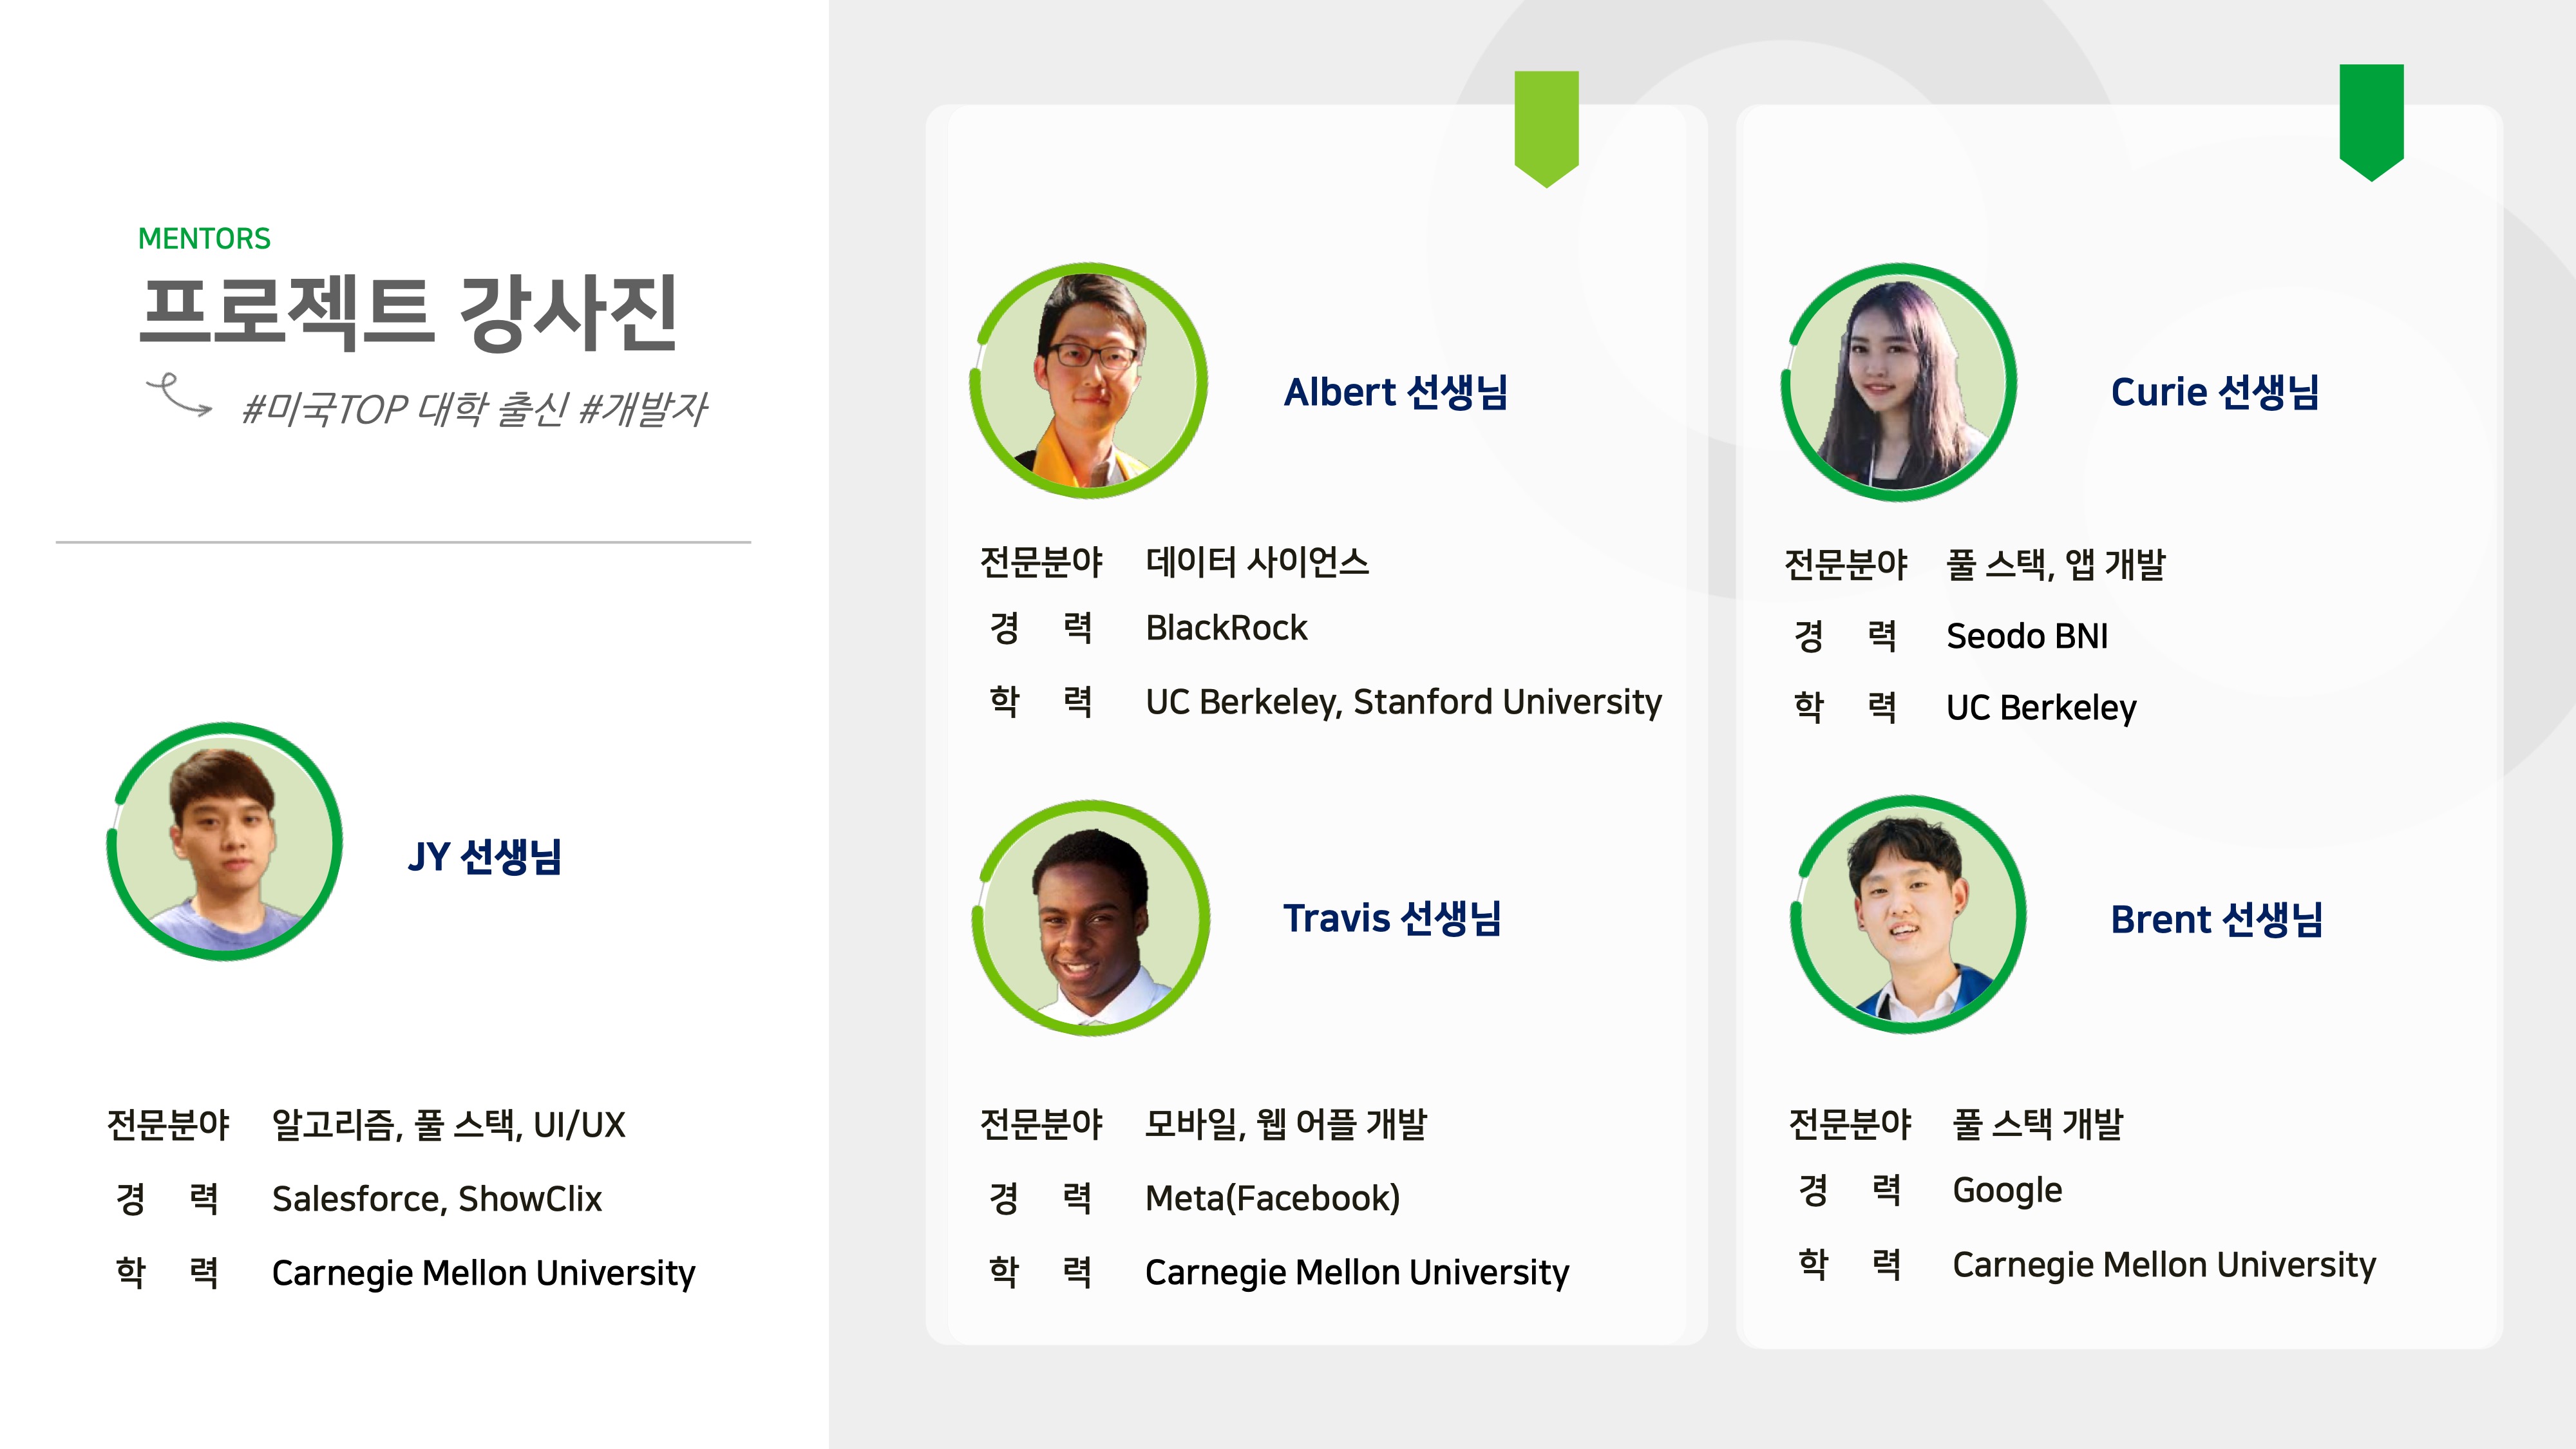 MENTORS
프로젝트 강사진
#미국TOP 대학 출신 #개발자
JY 선생님
전문분야 알고리즘, 풀 스택, UI/UX
경 력 Salesforce, ShowClix
학 력 Carnegie Mellon University
Albert 선생님
전문분야 데이터 사이언스
경 력 BlackRock
학 력 UC Berkeley, Stanford University
Travis 선생님
전문분야 모바일, 웹 어플 개발
경 력 Meta(Facebook)
학 력 Carnegie Mellon University
Curie 선생님
전문분야 풀 스택, 앱 개발
경 력 Seodo BNI
학 력 UC Berkeley
Brent 선생님
전문분야 풀 스택 개발
경 력 Google
학 력 Carnegie Mellon University